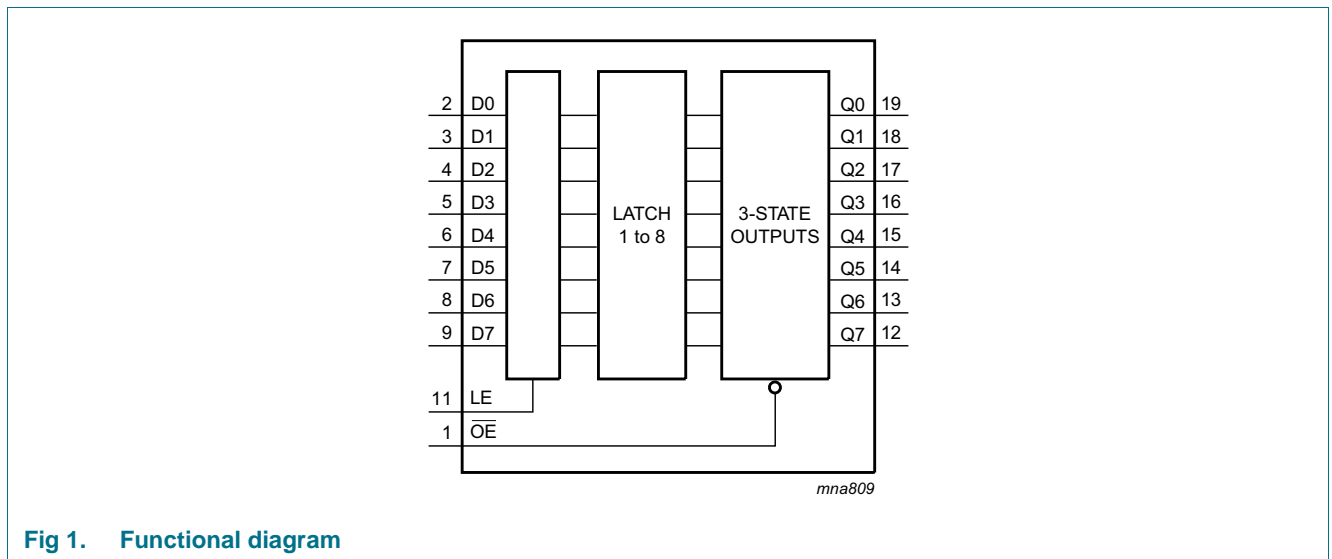 2 D0 Q0 19
3 D1 Q1 18
4 D2 Q2 17
5 D3 Q3 16
6 D4 Q4 15
7 D5 Q5 14
8 D6 Q6 13
9 D7 Q7 12
LATCH
1 to 8
3-STATE
OUTPUTS
11 LE
1 O̅E̅
mna809
Fig 1. Functional diagram